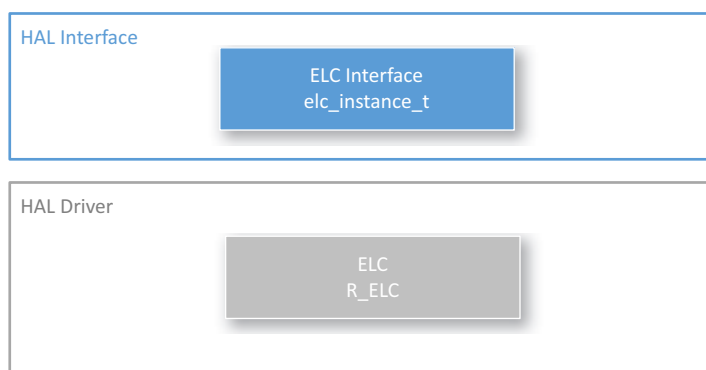 HAL Interface
ELC Interface
elc_instance_t
HAL Driver
ELC
R_ELC